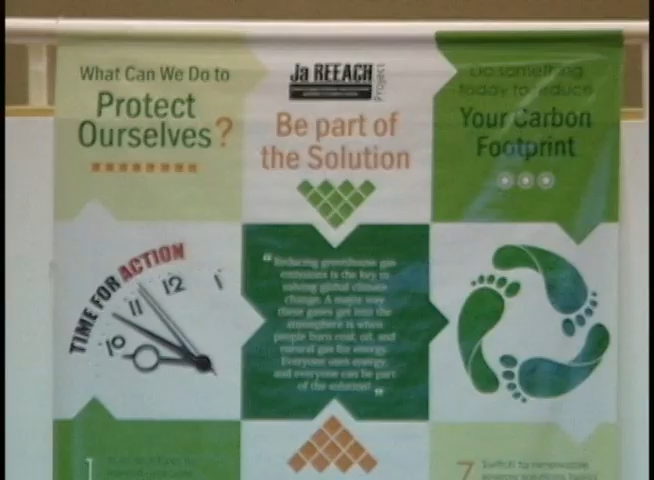 What Can We Do to
Protect
Ourselves?
Ja REEACH
Project
Be part of
the Solution
Do something
today to reduce
Your Carbon
Footprint
TIME FOR ACTION
10
11
12
1
"Reducing greenhouse gas
emissions is the key to
solving global climate
change. A major way
these gases get into the
atmosphere is when
people burn coal, oil, and
natural gas for energy.
Everyone uses energy,
and everyone can be part
of the solution!"
1
7
Switch to renewable